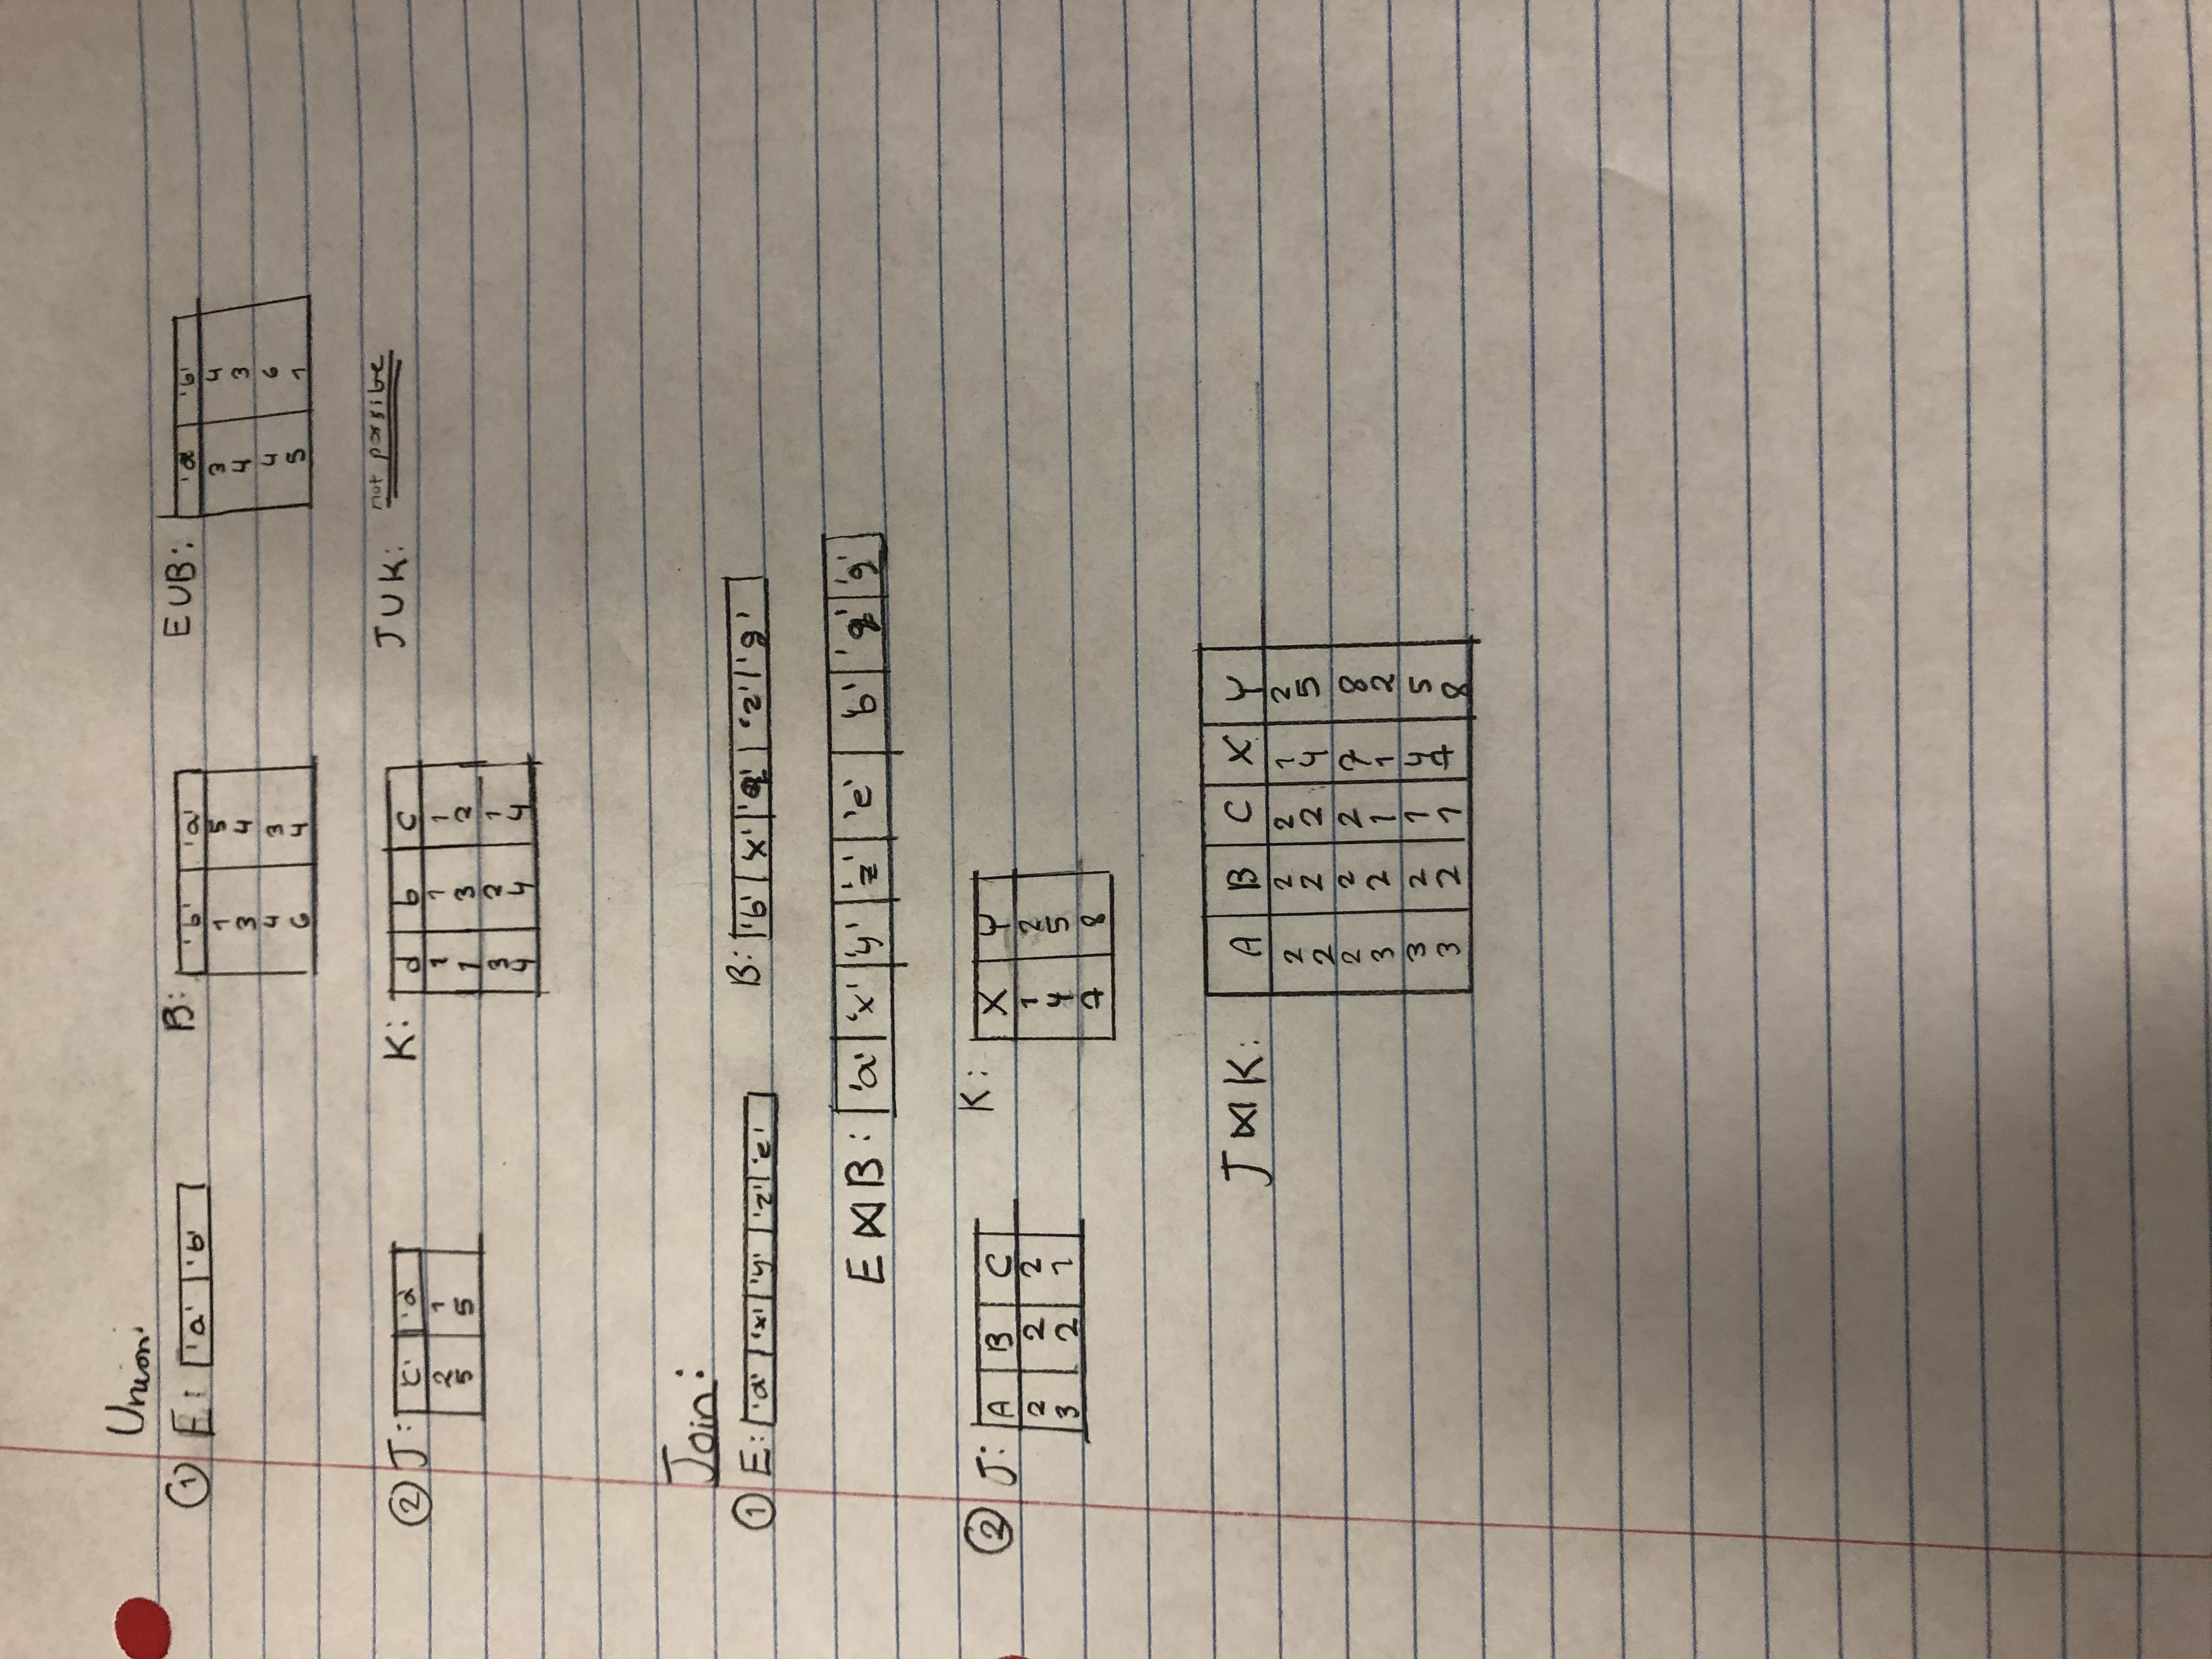 Union:
① E: 'a' 'b' B: 'b' 'a' EUB: 'a' 'b'
1 5 3 4
3 4 4 3
4 3 4 6
6 4 5 1
② J: 'c' 'd' K: d b c JUK: not possibe
2 1 1 1 1
5 5 1 3 2
3 2 1
4 4 4
Join:
① E: 'a' 'x' 'y' 'z' 'e' B: 'b' 'x' 'q' 'z' 'g'
E⋈B: 'a' 'x' 'y' 'z' 'e' 'b' 'q' 'g'
② J: A B C K: X Y
2 2 2 1 2
3 2 1 4 5
7 8
J⋈K: A B C X Y
2 2 2 1 2
2 2 2 4 5
2 2 2 7 8
3 2 1 1 2
3 2 1 4 5
3 2 1 7 8